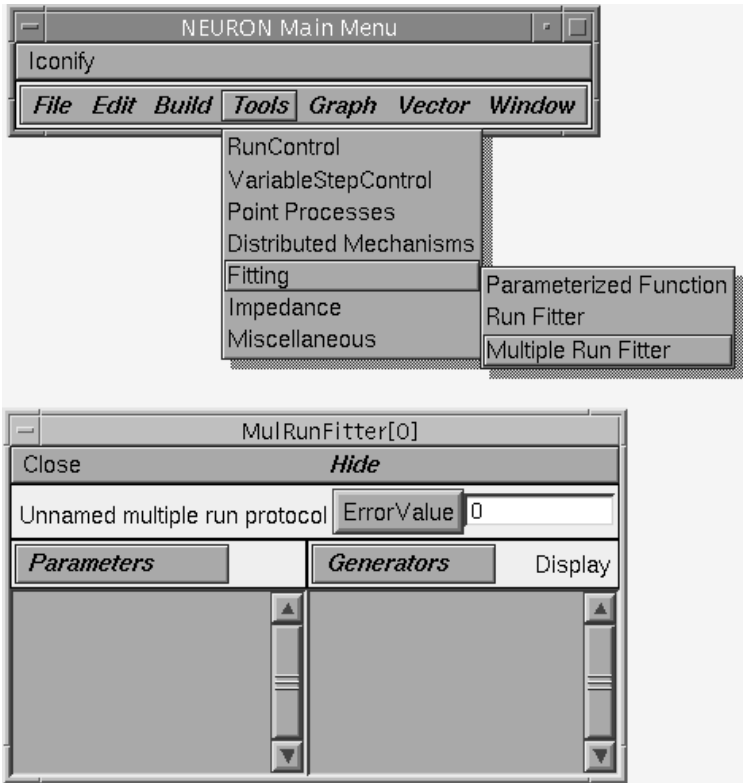 NEURON Main Menu
Iconify
File Edit Build Tools Graph Vector Window
RunControl
VariableStepControl
Point Processes
Distributed Mechanisms
Fitting
Impedance
Miscellaneous
Parameterized Function
Run Fitter
Multiple Run Fitter
MulRunFitter[0]
Close Hide
Unnamed multiple run protocol ErrorValue 0
Parameters Generators Display